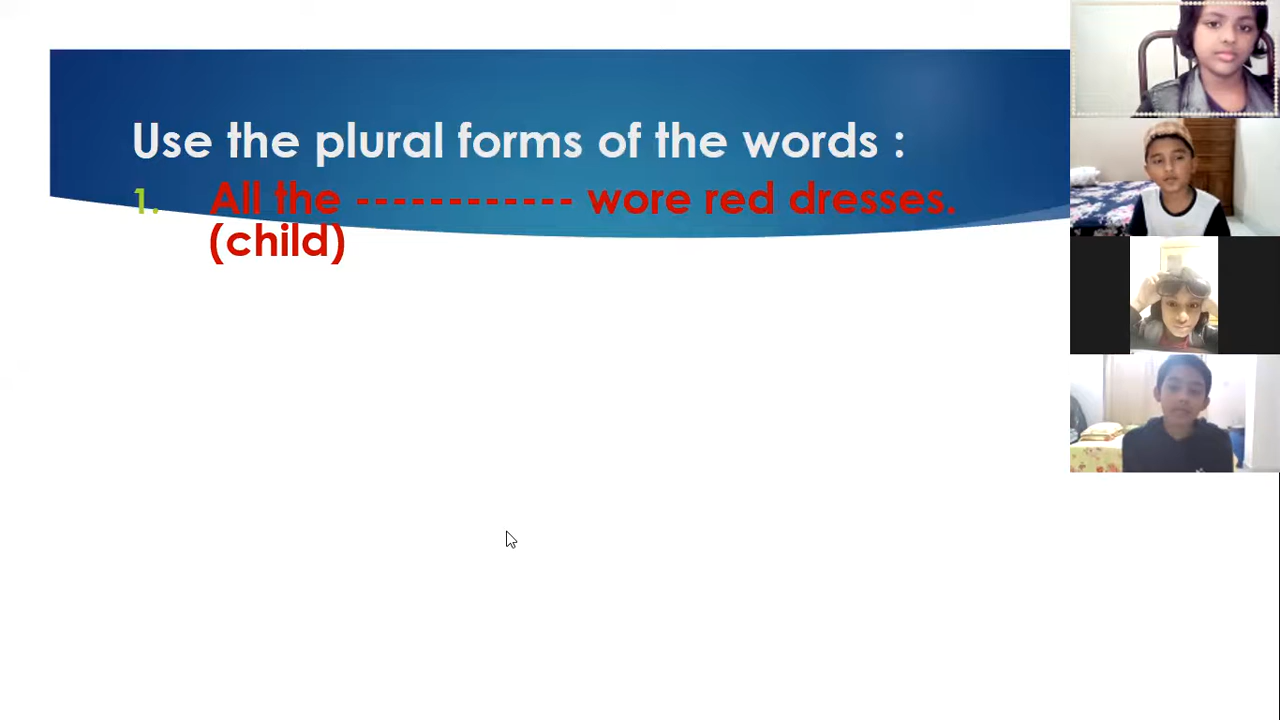 Use the plural forms of the words :
1. All the ------------ wore red dresses.
(child)